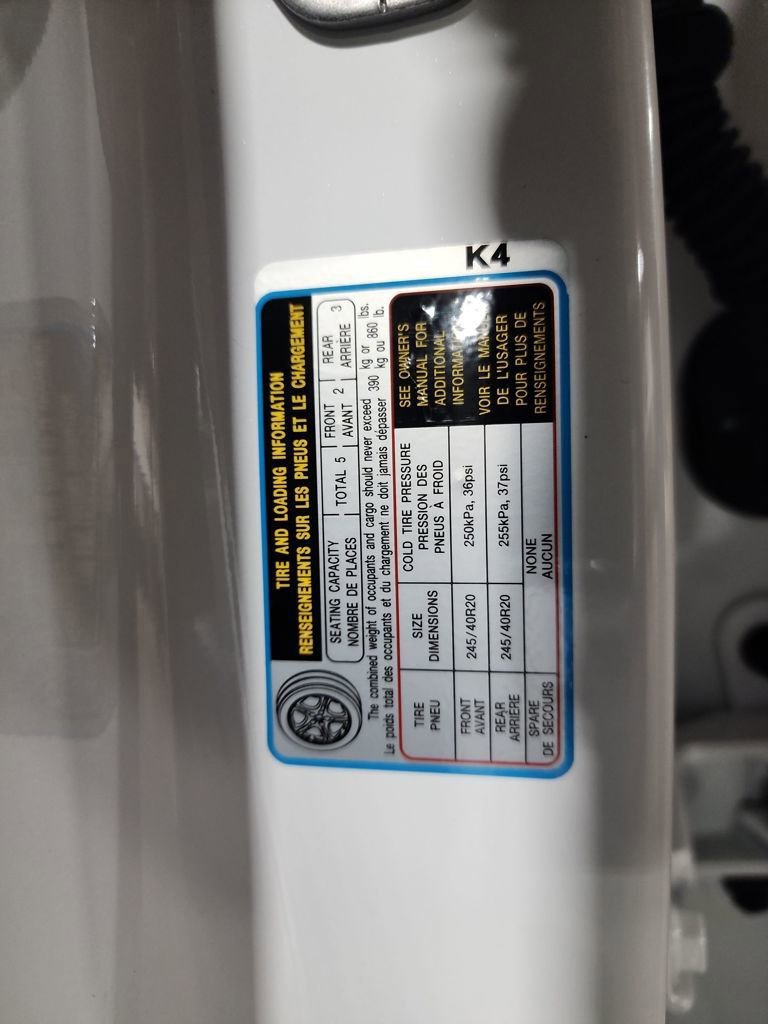 K4
TIRE AND LOADING INFORMATION
RENSEIGNEMENTS SUR LES PNEUS ET LE CHARGEMENT
SEATING CAPACITY TOTAL 5 FRONT 2 REAR 3
NOMBRE DE PLACES AVANT ARRIÈRE
The combined weight of occupants and cargo should never exceed 390 kg or 860 lbs.
Le poids total des occupants et du chargement ne doit jamais dépasser 390 kg ou 860 lb.
TIRE SIZE COLD TIRE PRESSURE
PNEU DIMENSIONS PRESSION DES
PNEUS À FROID
FRONT 245/40R20 250kPa, 36psi
AVANT
REAR 245/40R20 255kPa, 37psi
ARRIÈRE
SPARE NONE
DE SECOURS AUCUN
SEE OWNER'S
MANUAL FOR
ADDITIONAL
VOIR LE
DE L'USAGER
POUR PLUS DE
RENSEIGNEMENTS